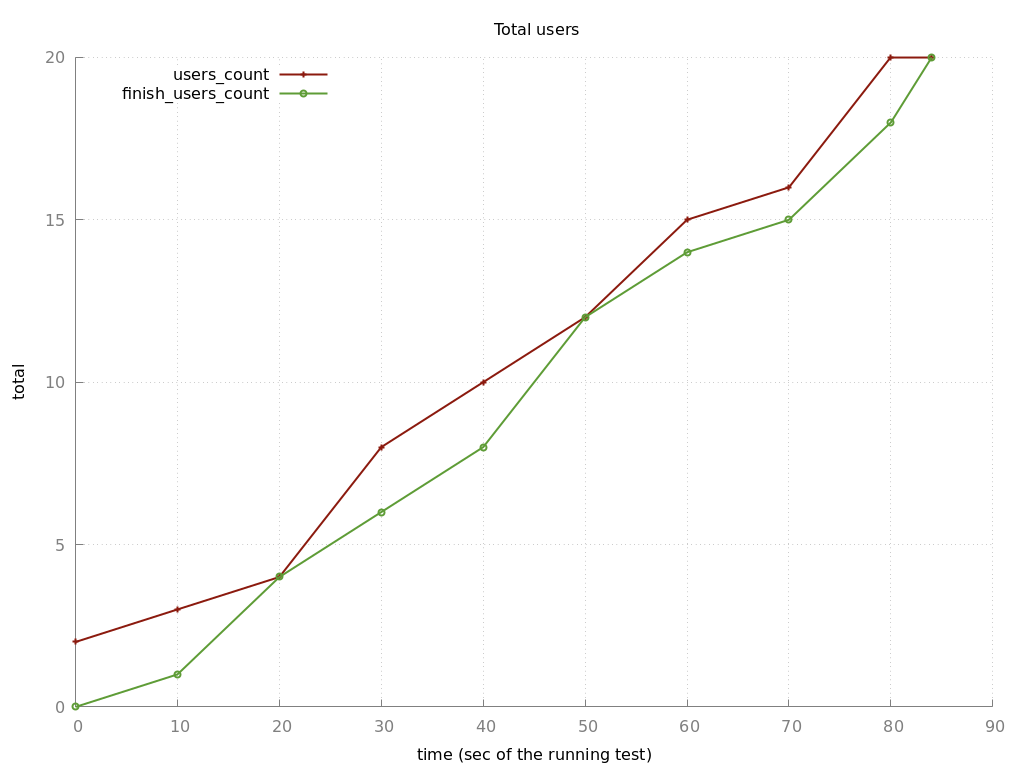 Total users
users_count
finish_users_count
20
15
10
5
0
total
0 10 20 30 40 50 60 70 80 90
time (sec of the running test)